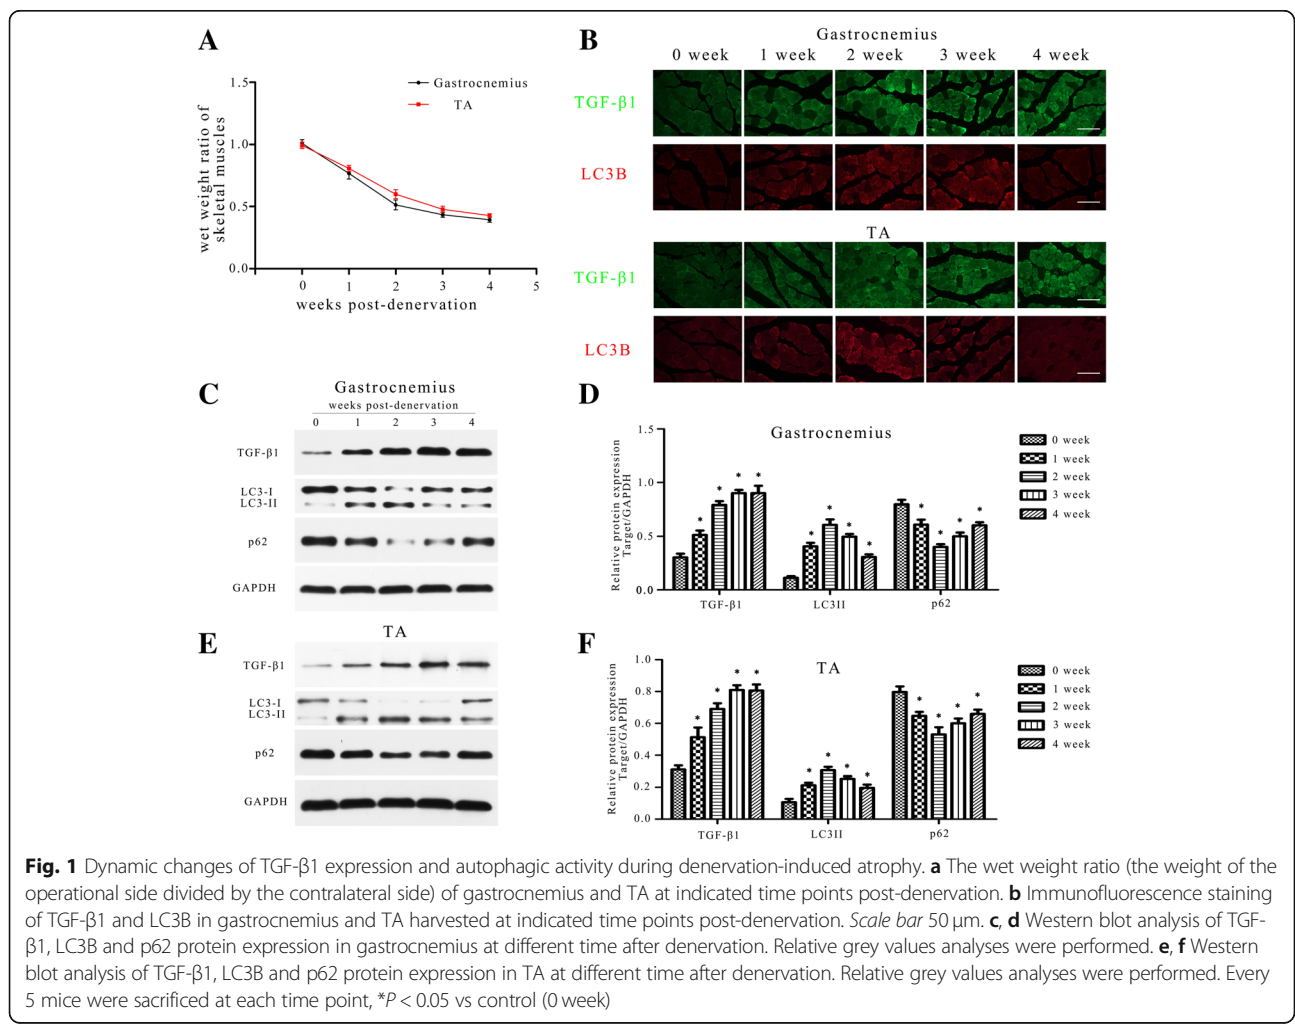 A
1.5
1.0
0.5
0.0
wet weight ratio of
skeletal muscles
Gastrocnemius
TA
0 1 2 3 4 5
weeks post-denervation
B
Gastrocnemius
0 week 1 week 2 week 3 week 4 week
TGF-β1
LC3B
TA
TGF-β1
LC3B
C
Gastrocnemius
weeks post-denervation
0 1 2 3 4
TGF-β1
LC3-I
LC3-II
p62
GAPDH
D
Gastrocnemius
1.5
1.0
0.5
0.0
Relative protein expression
Target/GAPDH
* * * * * * * * * * * *
TGF-β1 LC3II p62
0 week
1 week
2 week
3 week
4 week
E
TA
TGF-β1
LC3-I
LC3-II
p62
GAPDH
F
TA
1.0
0.8
0.6
0.4
0.2
0.0
Relative protein expression
Target/GAPDH
* * * * * * * * * * * *
TGF-β1 LC3II p62
0 week
1 week
2 week
3 week
4 week
Fig. 1 Dynamic changes of TGF-β1 expression and autophagic activity during denervation-induced atrophy. a The wet weight ratio (the weight of the
operational side divided by the contralateral side) of gastrocnemius and TA at indicated time points post-denervation. b Immunofluorescence staining
of TGF-β1 and LC3B in gastrocnemius and TA harvested at indicated time points post-denervation. Scale bar 50 μm. c, d Western blot analysis of TGF-
β1, LC3B and p62 protein expression in gastrocnemius at different time after denervation. Relative grey values analyses were performed. e, f Western
blot analysis of TGF-β1, LC3B and p62 protein expression in TA at different time after denervation. Relative grey values analyses were performed. Every
5 mice were sacrificed at each time point, *P < 0.05 vs control (0 week)